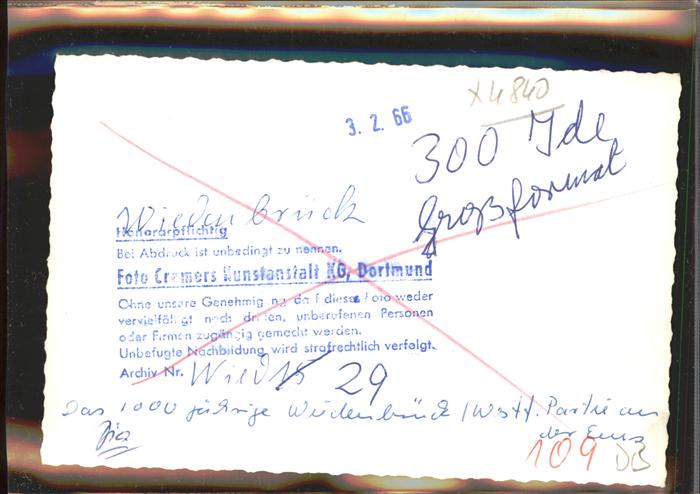 X4840
3. 2. 66
300
Großformat
Wiedenbrück
Honorarpflichtig
Bei Abdruck ist unbedingt zu nennen.
Foto Cramers Kunstanstalt KG, Dortmund
Ohne unsere Genehmigung darf dieses Foto weder
vervielfältigt noch dritten, unberufenen Personen
oder Firmen zugängig gemacht werden.
Unbefugte Nachbildung wird strafrechtlich verfolgt.
Archiv Nr. Wied 29
Das 1000 jährige Wiedenbrück /Westf. Partie an
der Ems
109 DB